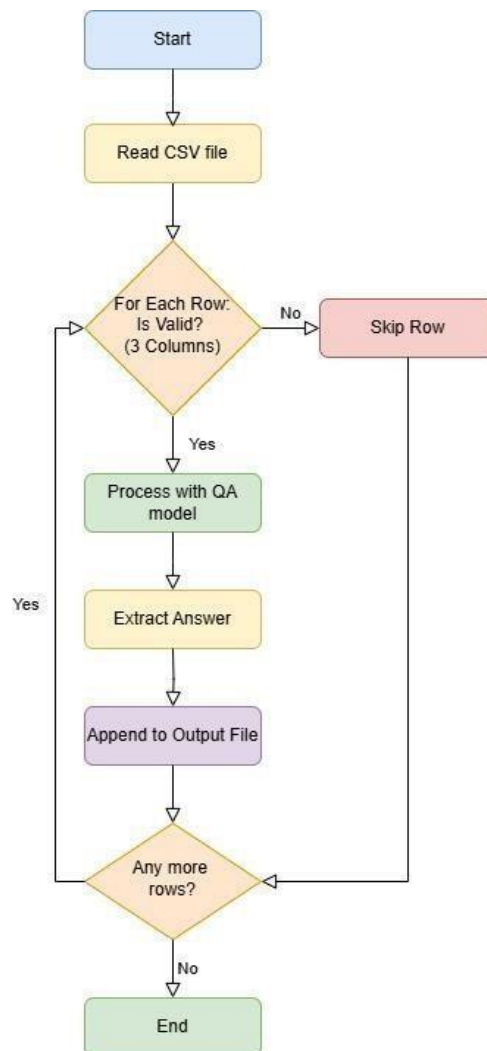 Start
Read CSV file
For Each Row:
Is Valid?
(3 Columns)
No
Skip Row
Yes
Process with QA
model
Yes
Extract Answer
Append to Output File
Any more
rows?
No
End